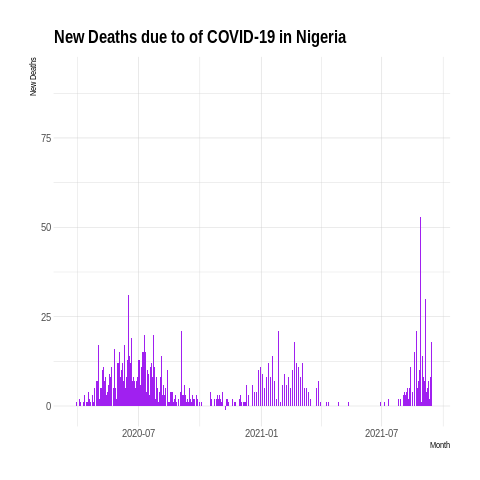 New Deaths due to of COVID-19 in Nigeria
New Deaths
75
50
25
0
2020-07
2021-01
2021-07
Month